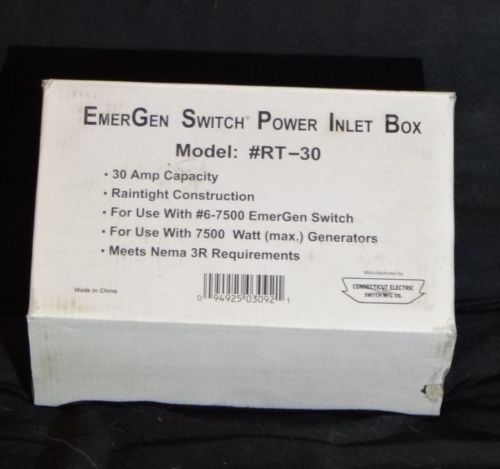 EMERGEN SWITCH® POWER INLET BOX
Model: #RT-30
• 30 Amp Capacity
• Raintight Construction
• For Use With #6-7500 EmerGen Switch
• For Use With 7500 Watt (max.) Generators
• Meets Nema 3R Requirements
Made in China
0 94925 03092 1
Manufactured by
CONNECTICUT ELECTRIC
SWITCH MFG. CO.